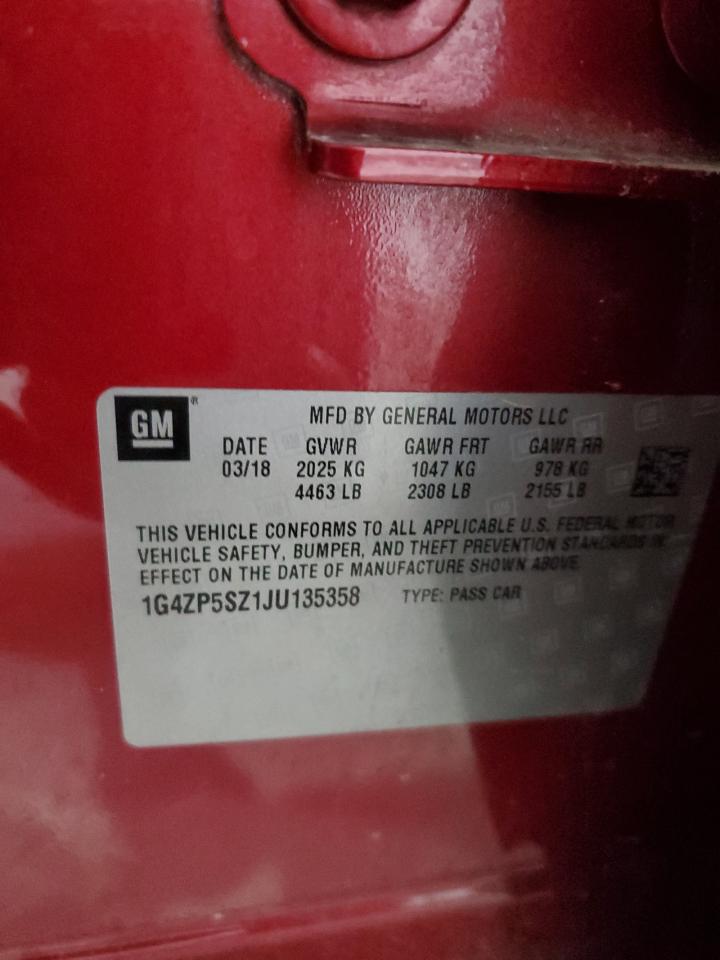 GM®
MFD BY GENERAL MOTORS LLC
DATE GVWR GAWR FRT GAWR RR
03/18 2025 KG 1047 KG 978 KG
4463 LB 2308 LB 2155 LB
THIS VEHICLE CONFORMS TO ALL APPLICABLE U.S. FEDERAL MOTOR
VEHICLE SAFETY, BUMPER, AND THEFT PREVENTION STANDARDS IN
EFFECT ON THE DATE OF MANUFACTURE SHOWN ABOVE.
1G4ZP5SZ1JU135358 TYPE: PASS CAR